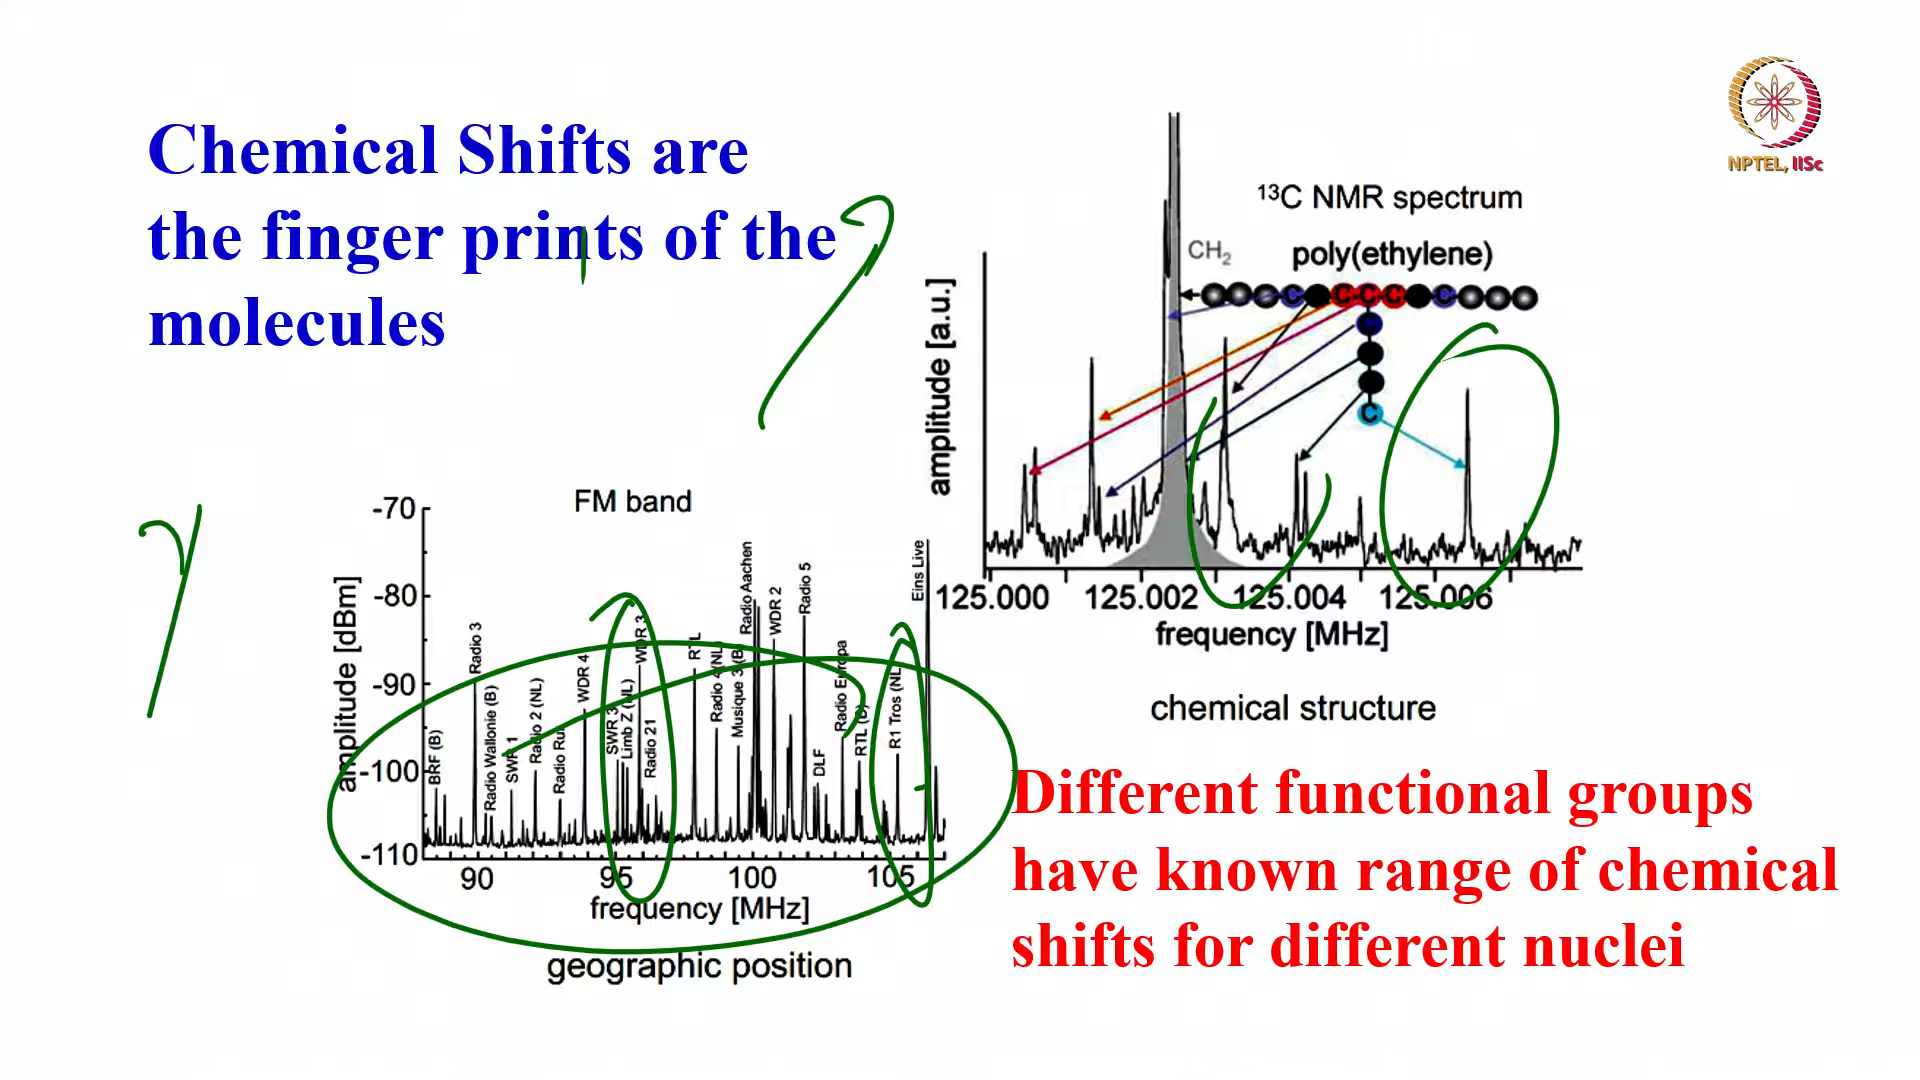 Chemical Shifts are
the finger prints of the
molecules
NPTEL, IISc
13C NMR spectrum
poly(ethylene)
CH2
C C C C C
C
amplitude [a.u.]
125.000 125.002 125.004 125.006
frequency [MHz]
chemical structure
FM band
amplitude [dBm]
-70
-80
-90
-100
-110
BRF (B)
Radio 3
Radio Wallonie (B)
SWR 1
Radio 2 (NL)
WDR 4
SWR 3
Limb Z (NL)
WDR 3
Radio 21
RTL
Radio 4 (NL)
Musique 3 (B)
Radio Aachen
WDR 2
Radio 5
DLF
Radio Europa
RTL (B)
R1 Tros (NL)
Eins Live
90 95 100 105
frequency [MHz]
geographic position
Different functional groups
have known range of chemical
shifts for different nuclei